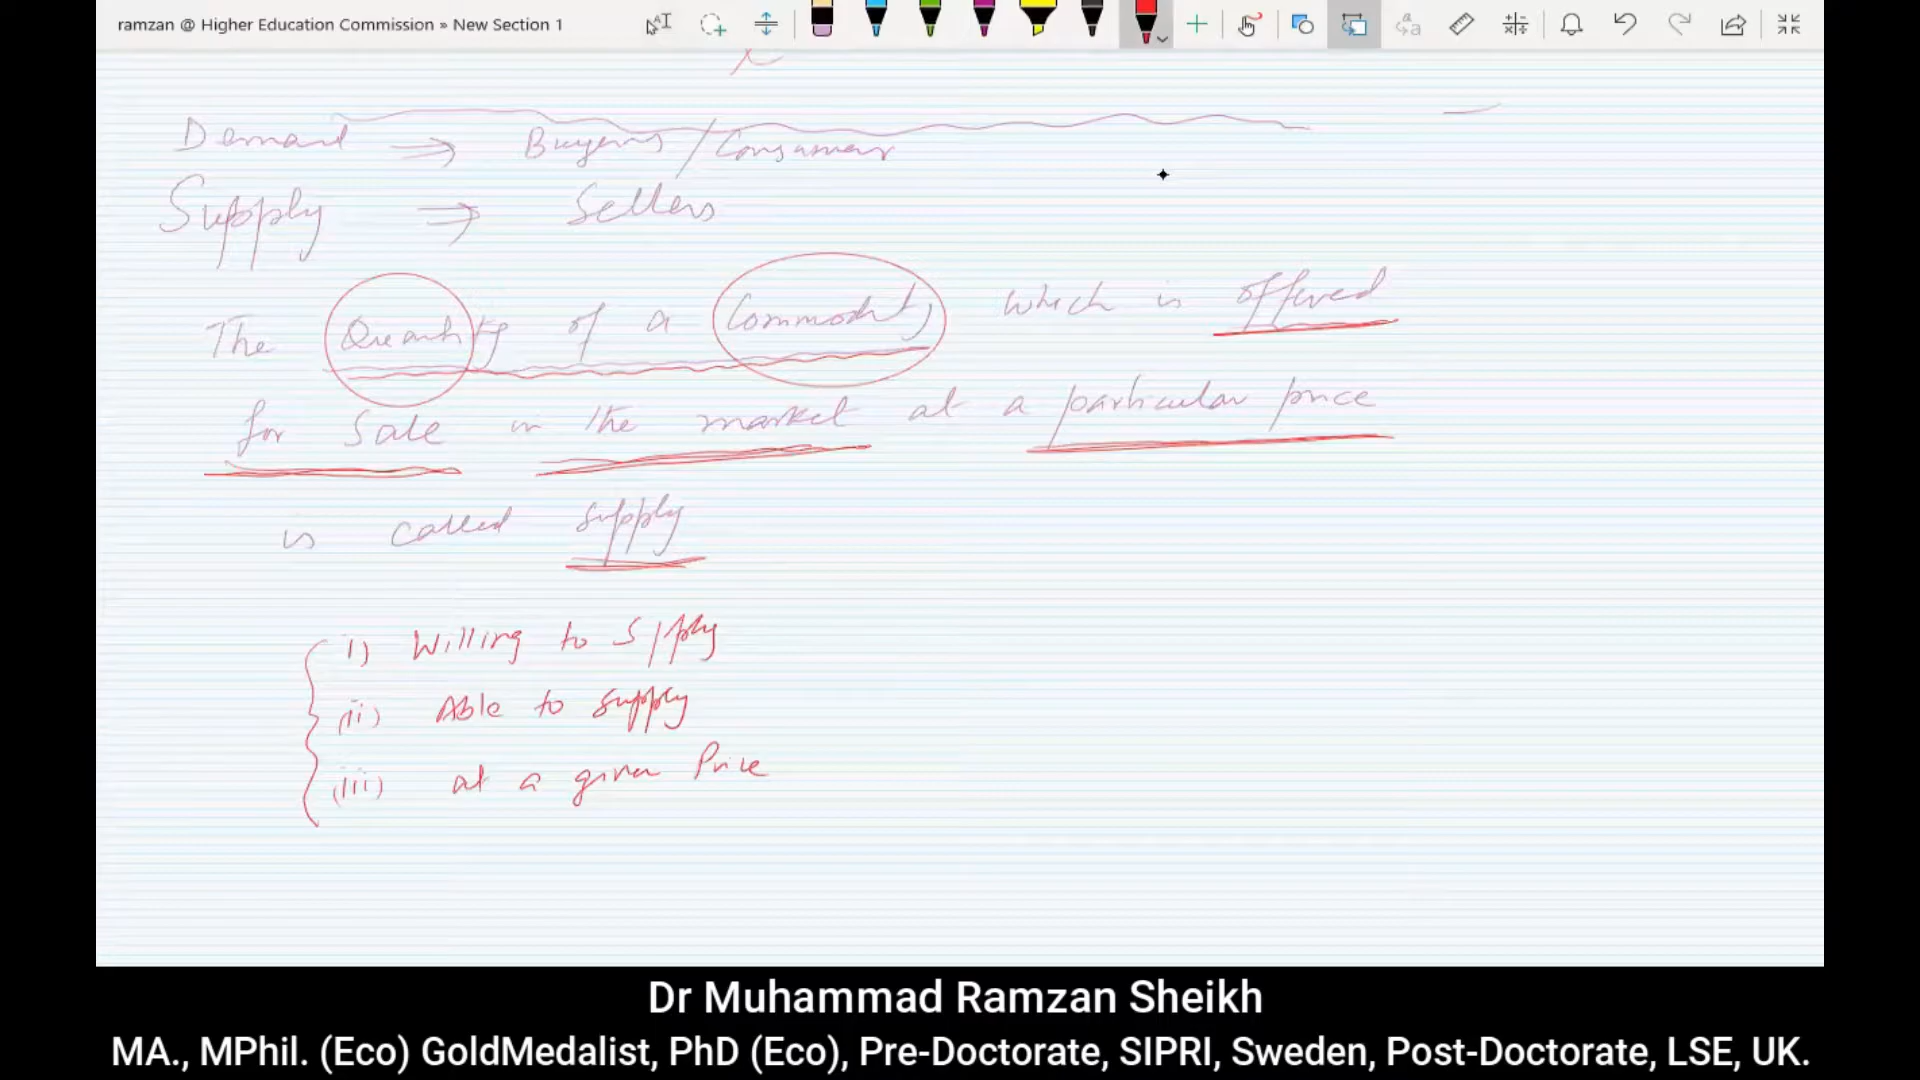 ramzan @ Higher Education Commission » New Section 1
Demand ⇒ Buyers/Consumers
Supply ⇒ Sellers
The Quantity of a Commodity which is offered
for Sale in the market at a particular price
is called supply
i) Willing to Spply
(ii) Able to supply
(iii) at a given Price
Dr Muhammad Ramzan Sheikh
MA., MPhil. (Eco) GoldMedalist, PhD (Eco), Pre-Doctorate, SIPRI, Sweden, Post-Doctorate, LSE, UK.